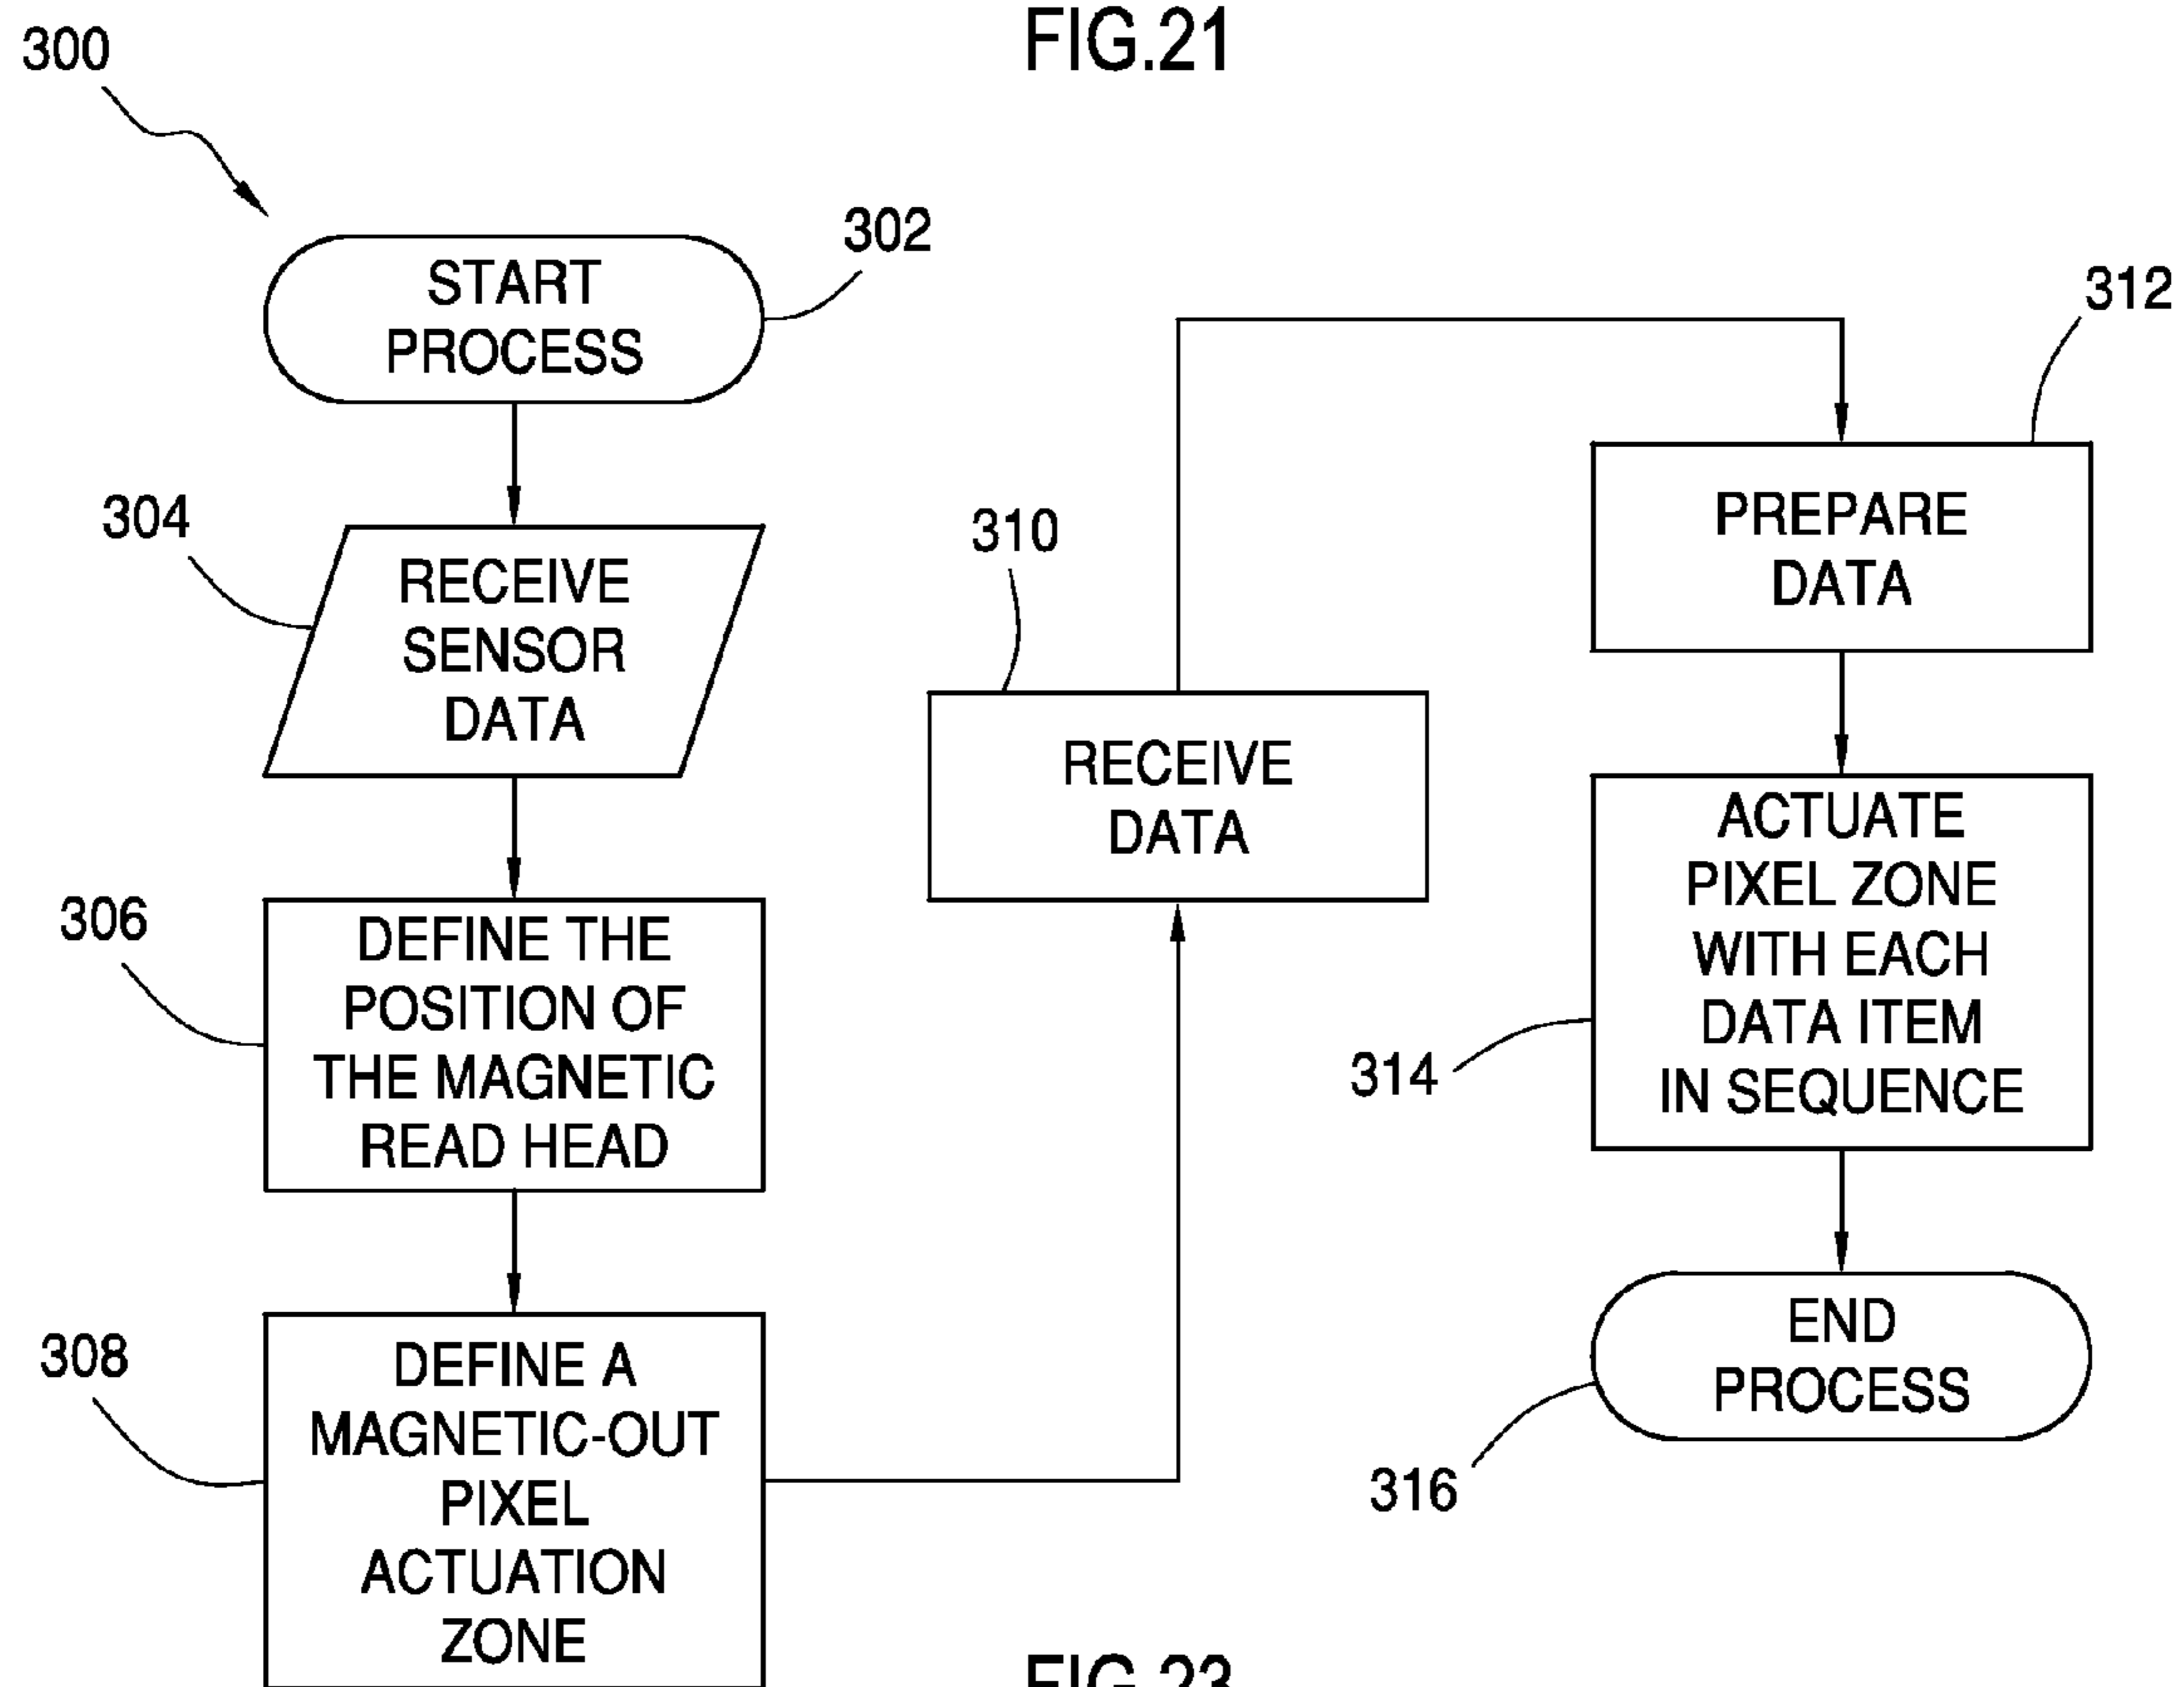 FIG.21
300
302
START
PROCESS
304
RECEIVE
SENSOR
DATA
306
DEFINE THE
POSITION OF
THE MAGNETIC
READ HEAD
308
DEFINE A
MAGNETIC-OUT
PIXEL
ACTUATION
ZONE
310
RECEIVE
DATA
312
PREPARE
DATA
314
ACTUATE
PIXEL ZONE
WITH EACH
DATA ITEM
IN SEQUENCE
316
END
PROCESS
FIG.23